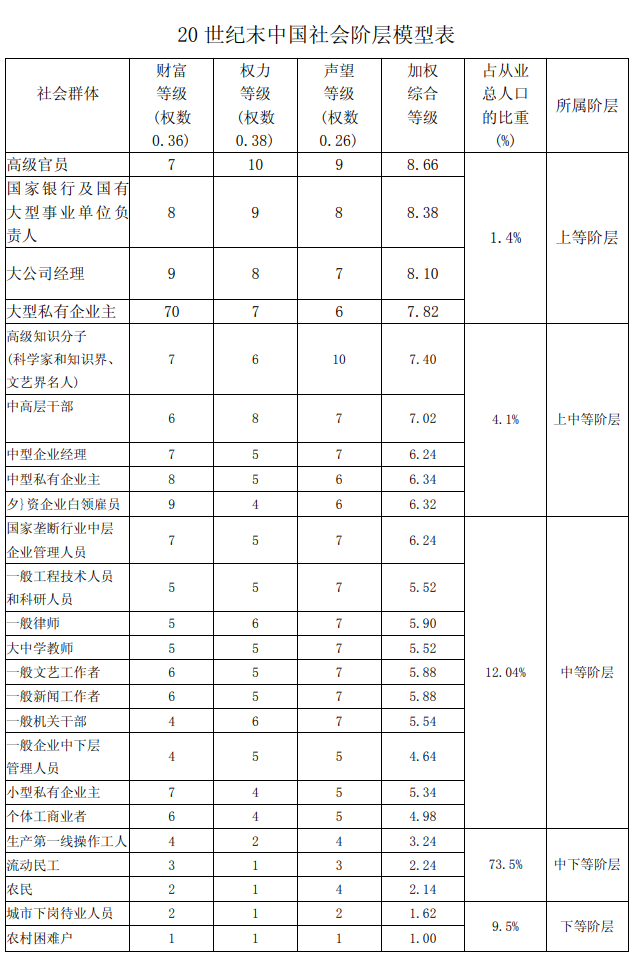 20 世纪末中国社会阶层模型表
社会群体 财富等级(权数0.36) 权力等级(权数0.38) 声望等级(权数0.26) 加权综合等级 占从业总人口的比重(%) 所属阶层
高级官员 7 10 9 8.66 1.4% 上等阶层
国家银行及国有大型事业单位负责人 8 9 8 8.38
大公司经理 9 8 7 8.10
大型私有企业主 70 7 6 7.82
高级知识分子(科学家和知识界、文艺界名人) 7 6 10 7.40 4.1% 上中等阶层
中高层干部 6 8 7 7.02
中型企业经理 7 5 7 6.24
中型私有企业主 8 5 6 6.34
夕}资企业白领雇员 9 4 6 6.32
国家垄断行业中层企业管理人员 7 5 7 6.24 12.04% 中等阶层
一般工程技术人员和科研人员 5 5 7 5.52
一般律师 5 6 7 5.90
大中学教师 5 5 7 5.52
一般文艺工作者 6 5 7 5.88
一般新闻工作者 6 5 7 5.88
一般机关干部 4 6 7 5.54
一般企业中下层管理人员 4 5 5 4.64
小型私有企业主 7 4 5 5.34
个体工商业者 6 4 5 4.98
生产第一线操作工人 4 2 4 3.24 73.5% 中下等阶层
流动民工 3 1 3 2.24
农民 2 1 4 2.14
城市下岗待业人员 2 1 2 1.62 9.5% 下等阶层
农村困难户 1 1 1 1.00